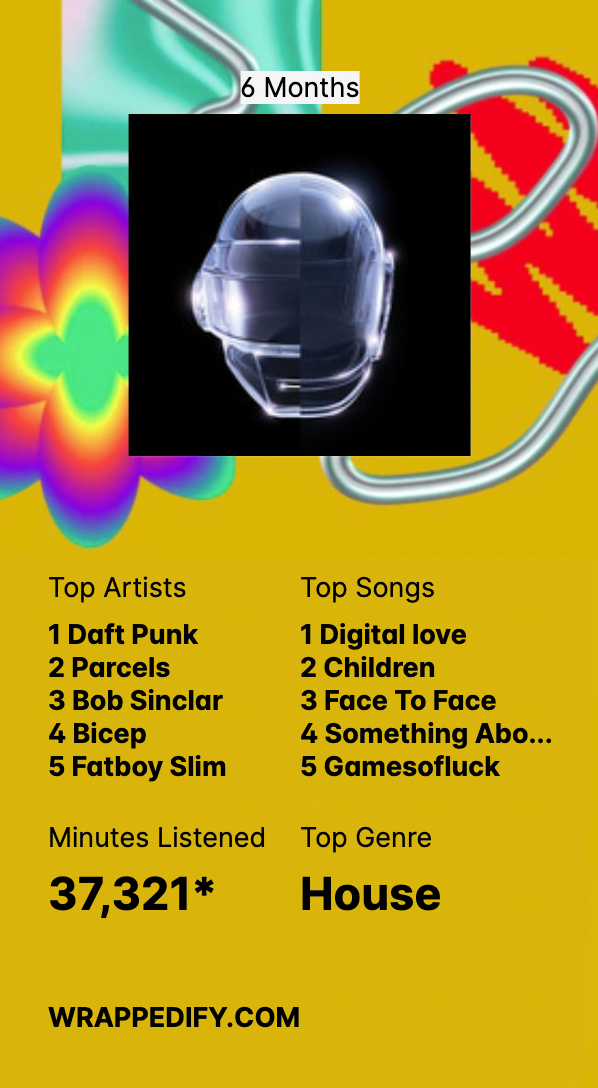 6 Months
Top Artists
1 Daft Punk
2 Parcels
3 Bob Sinclar
4 Bicep
5 Fatboy Slim
Top Songs
1 Digital love
2 Children
3 Face To Face
4 Something Abo...
5 Gamesofluck
Minutes Listened
37,321*
Top Genre
House
WRAPPEDIFY.COM